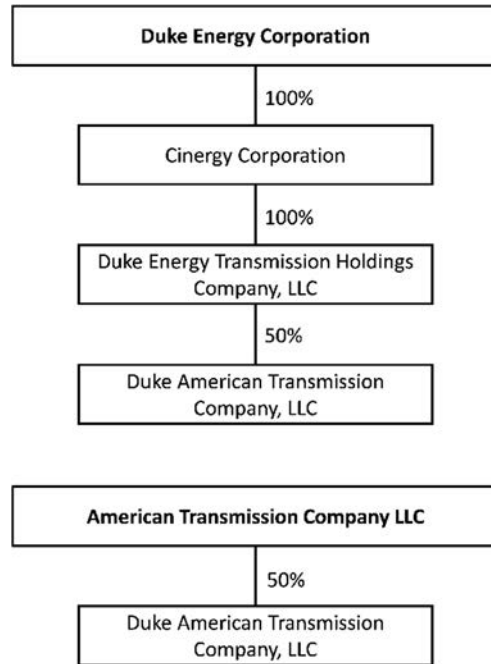 Duke Energy Corporation
100%
Cinergy Corporation
100%
Duke Energy Transmission Holdings
Company, LLC
50%
Duke American Transmission
Company, LLC
American Transmission Company LLC
50%
Duke American Transmission
Company, LLC